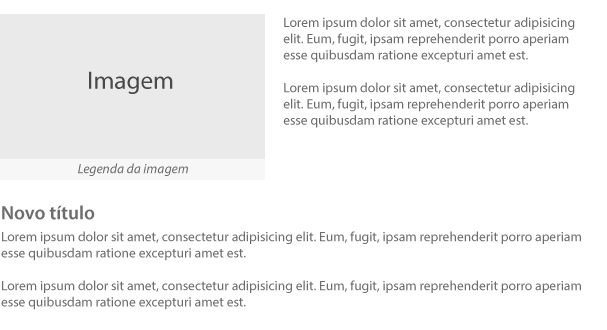 Imagem
Legenda da imagem
Lorem ipsum dolor sit amet, consectetur adipisicing
elit. Eum, fugit, ipsam reprehenderit porro aperiam
esse quibusdam ratione excepturi amet est.
Lorem ipsum dolor sit amet, consectetur adipisicing
elit. Eum, fugit, ipsam reprehenderit porro aperiam
esse quibusdam ratione excepturi amet est.
Novo título
Lorem ipsum dolor sit amet, consectetur adipisicing elit. Eum, fugit, ipsam reprehenderit porro aperiam
esse quibusdam ratione excepturi amet est.
Lorem ipsum dolor sit amet, consectetur adipisicing elit. Eum, fugit, ipsam reprehenderit porro aperiam
esse quibusdam ratione excepturi amet est.